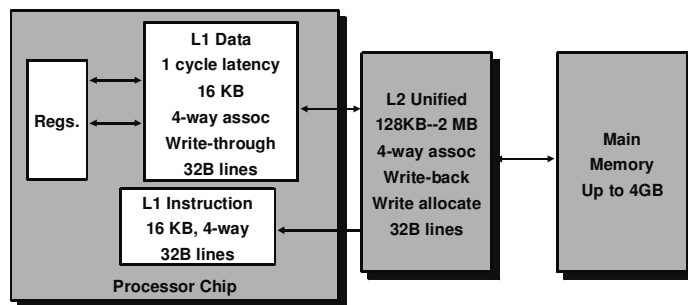 L1 Data
1 cycle latency
16 KB
4-way assoc
Write-through
32B lines
Regs.
L1 Instruction
16 KB, 4-way
32B lines
Processor Chip
L2 Unified
128KB--2 MB
4-way assoc
Write-back
Write allocate
32B lines
Main
Memory
Up to 4GB